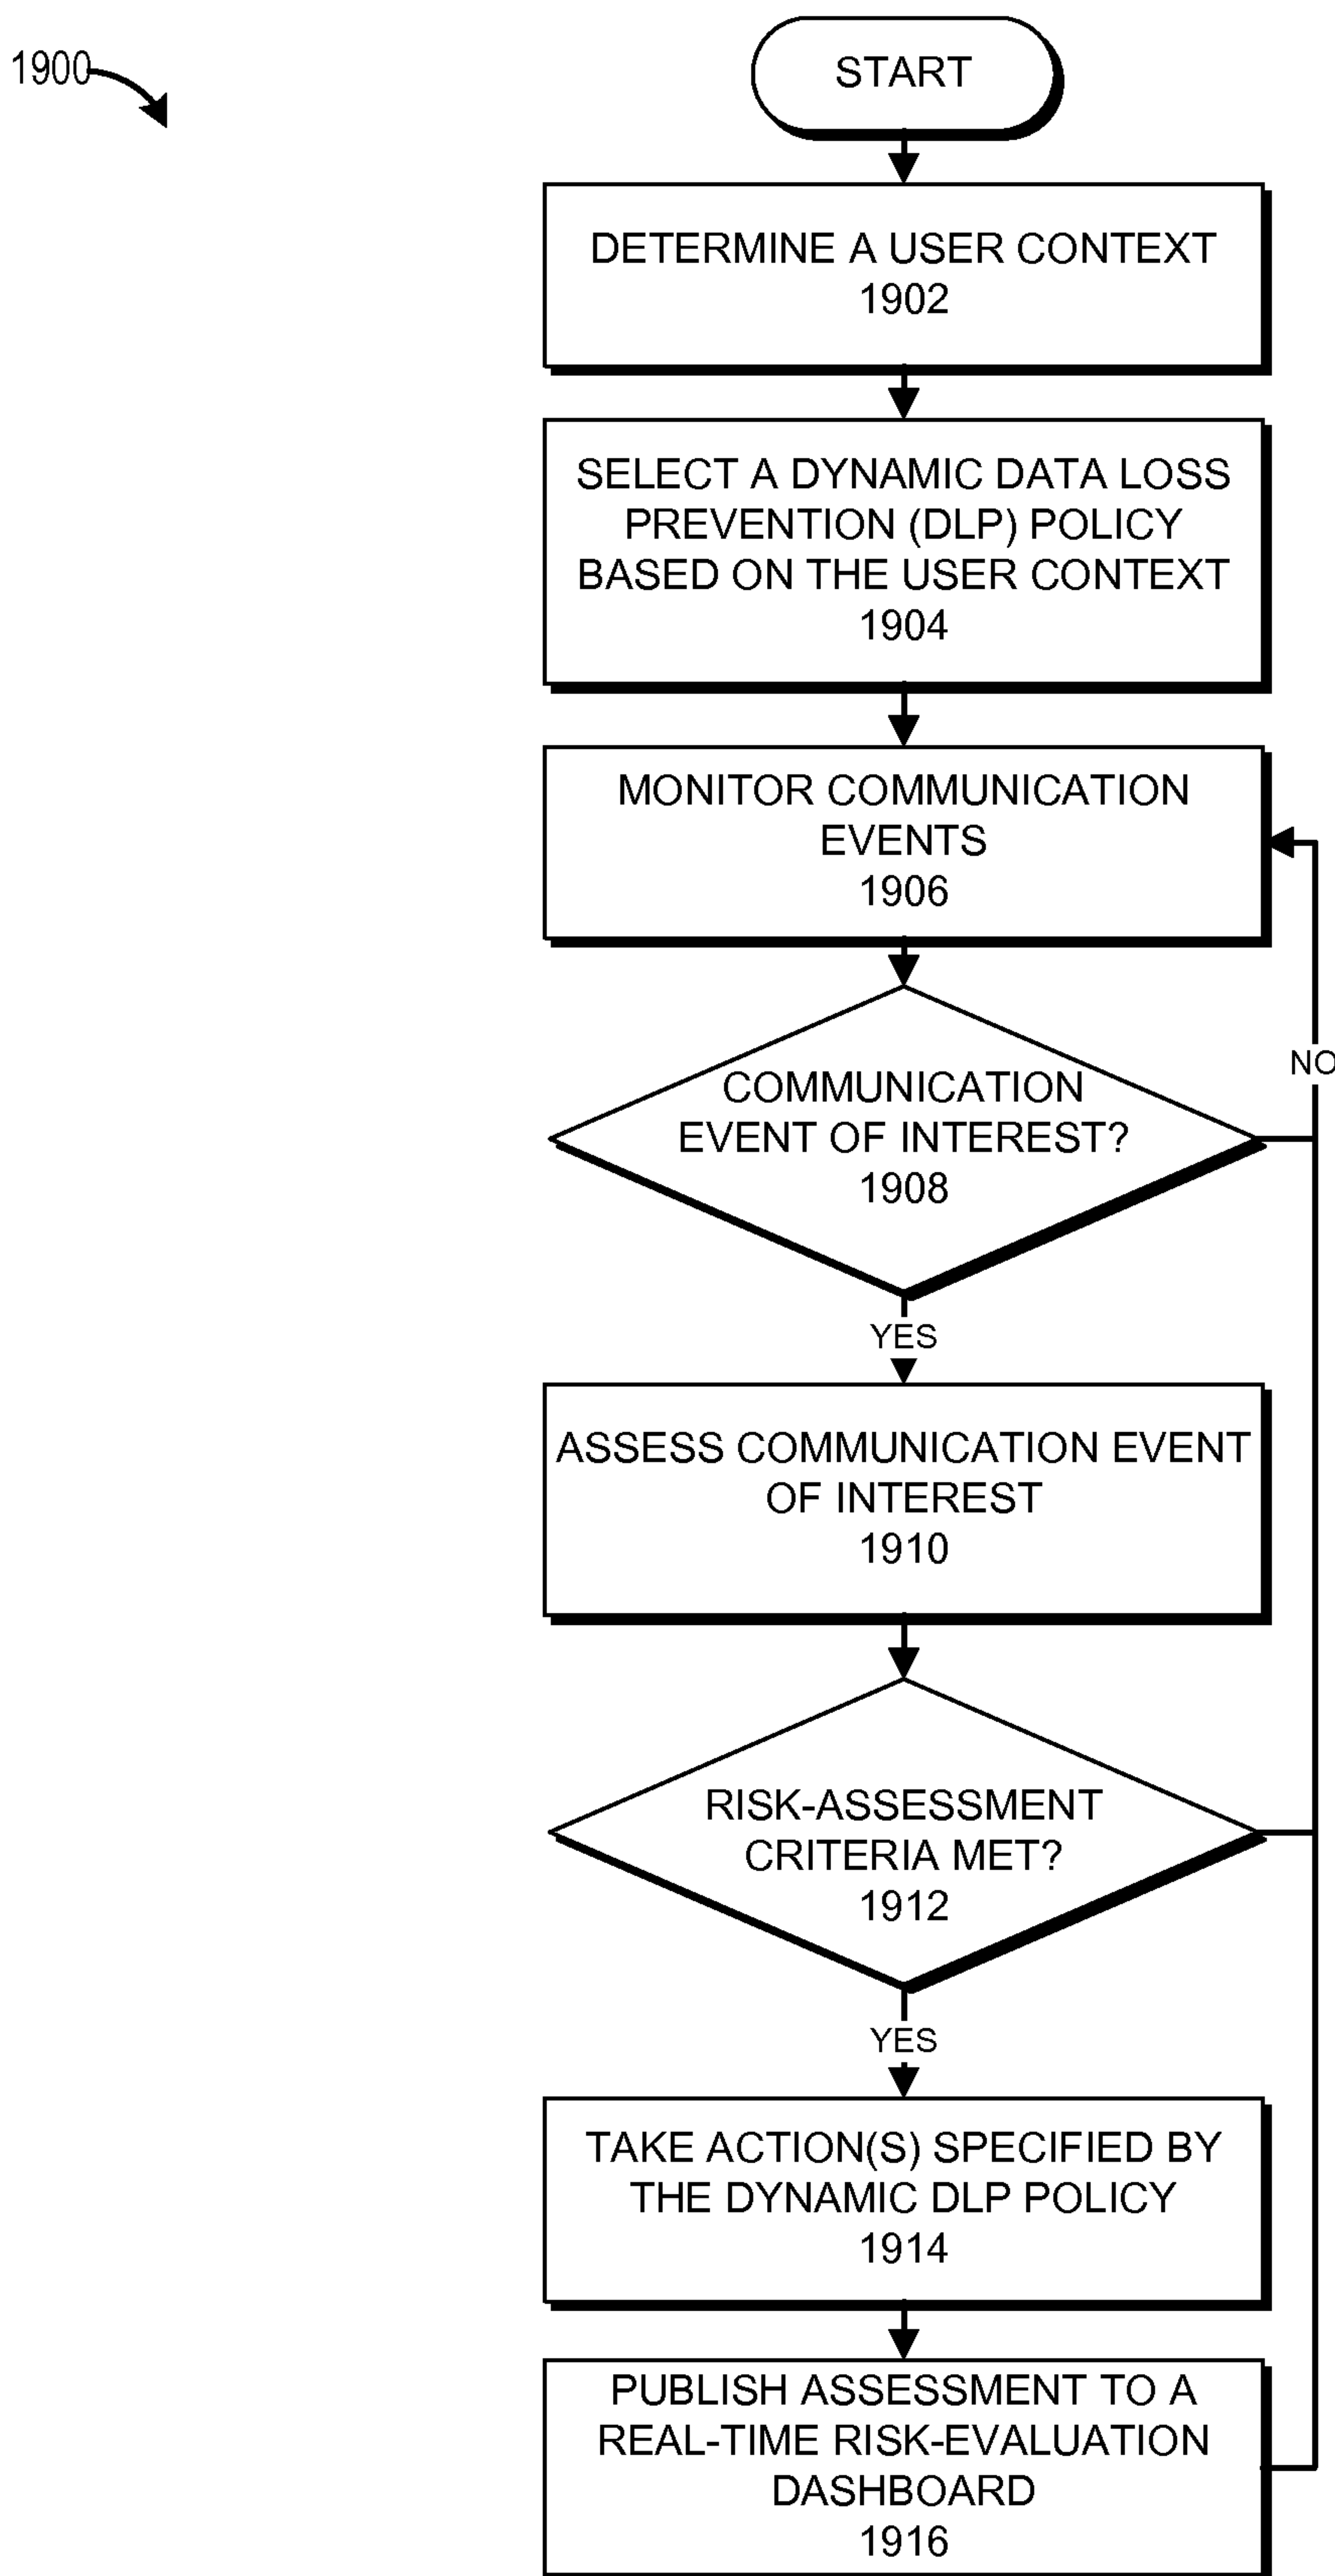 1900
START
DETERMINE A USER CONTEXT
1902
SELECT A DYNAMIC DATA LOSS
PREVENTION (DLP) POLICY
BASED ON THE USER CONTEXT
1904
MONITOR COMMUNICATION
EVENTS
1906
NO
COMMUNICATION
EVENT OF INTEREST?
1908
YES
ASSESS COMMUNICATION EVENT
OF INTEREST
1910
RISK-ASSESSMENT
CRITERIA MET?
1912
YES
TAKE ACTION(S) SPECIFIED BY
THE DYNAMIC DLP POLICY
1914
PUBLISH ASSESSMENT TO A
REAL-TIME RISK-EVALUATION
DASHBOARD
1916